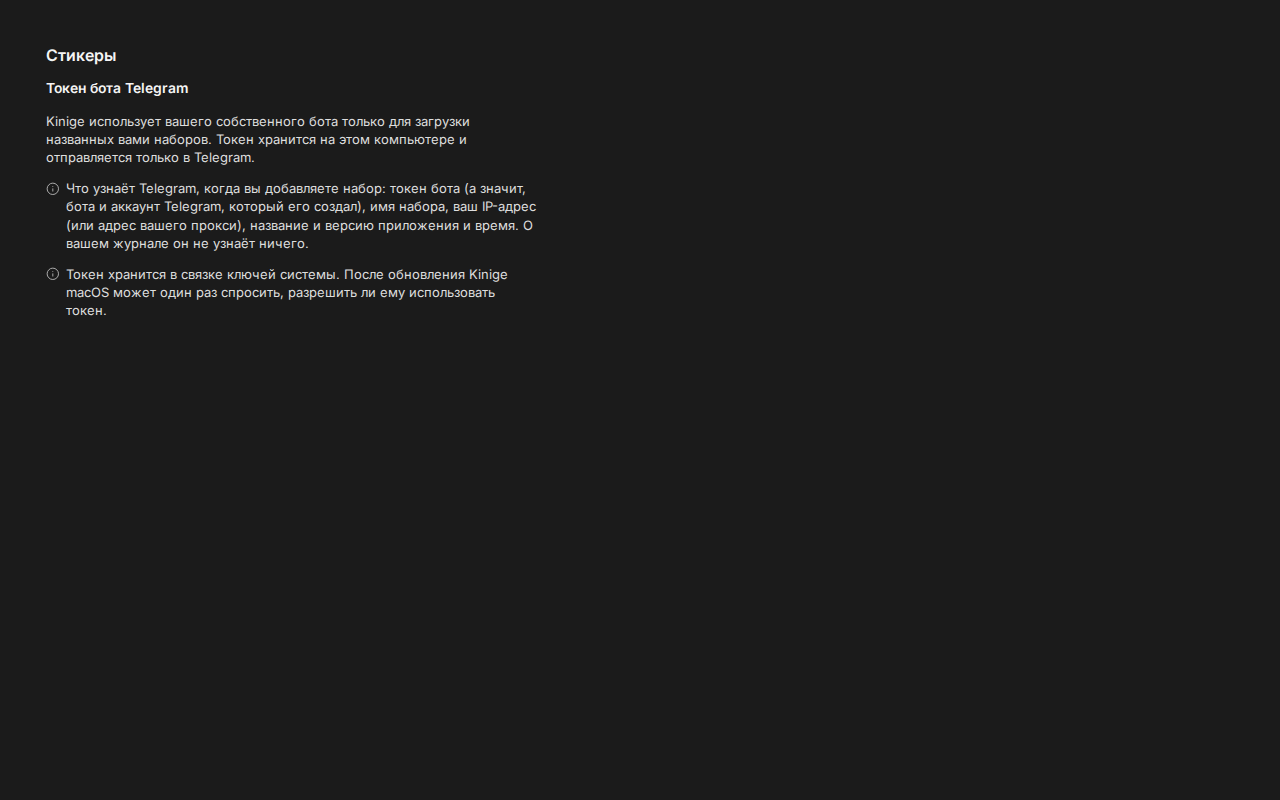 Стикеры
Токен бота Telegram
Kinige использует вашего собственного бота только для загрузки
названных вами наборов. Токен хранится на этом компьютере и
отправляется только в Telegram.
Что узнаёт Telegram, когда вы добавляете набор: токен бота (а значит,
бота и аккаунт Telegram, который его создал), имя набора, ваш IP-адрес
(или адрес вашего прокси), название и версию приложения и время. О
вашем журнале он не узнаёт ничего.
Токен хранится в связке ключей системы. После обновления Kinige
macOS может один раз спросить, разрешить ли ему использовать
токен.